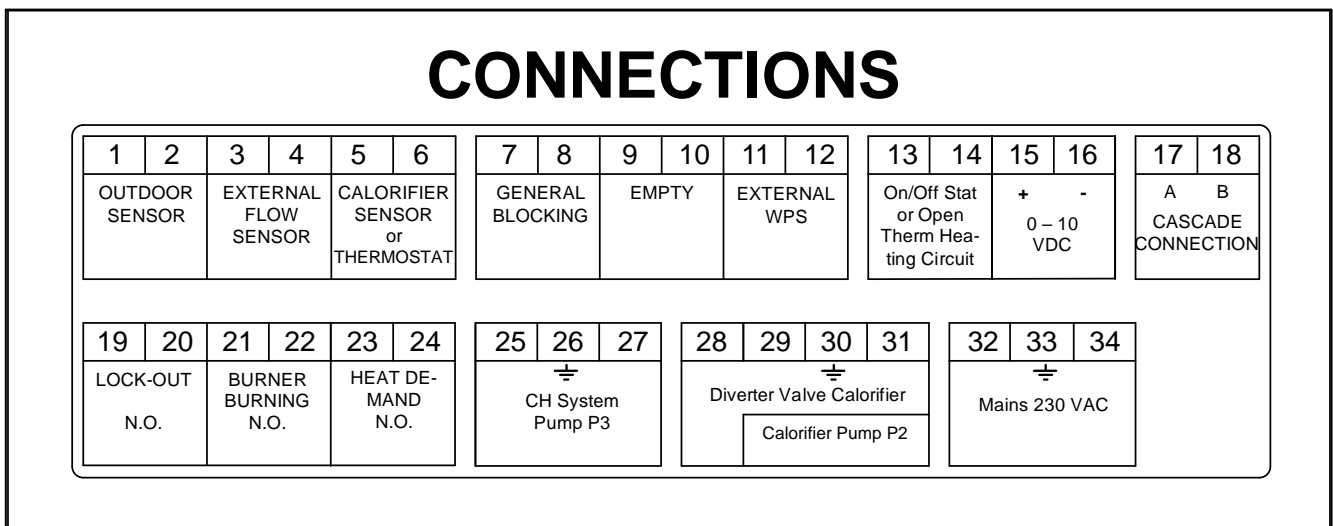 CONNECTIONS
1 2 3 4 5 6 7 8 9 10 11 12 13 14 15 16 17 18
OUTDOOR
SENSOR
EXTERNAL
FLOW
SENSOR
CALORIFIER
SENSOR
or
THERMOSTAT
GENERAL
BLOCKING
EMPTY
EXTERNAL
WPS
On/Off Stat
or Open
Therm Hea-
ting Circuit
+ -
0 – 10
VDC
A B
CASCADE
CONNECTION
19 20 21 22 23 24 25 26 27 28 29 30 31 32 33 34
LOCK-OUT
N.O.
BURNER
BURNING
N.O.
HEAT DE-
MAND
N.O.
CH System
Pump P3
Diverter Valve Calorifier
Calorifier Pump P2
Mains 230 VAC